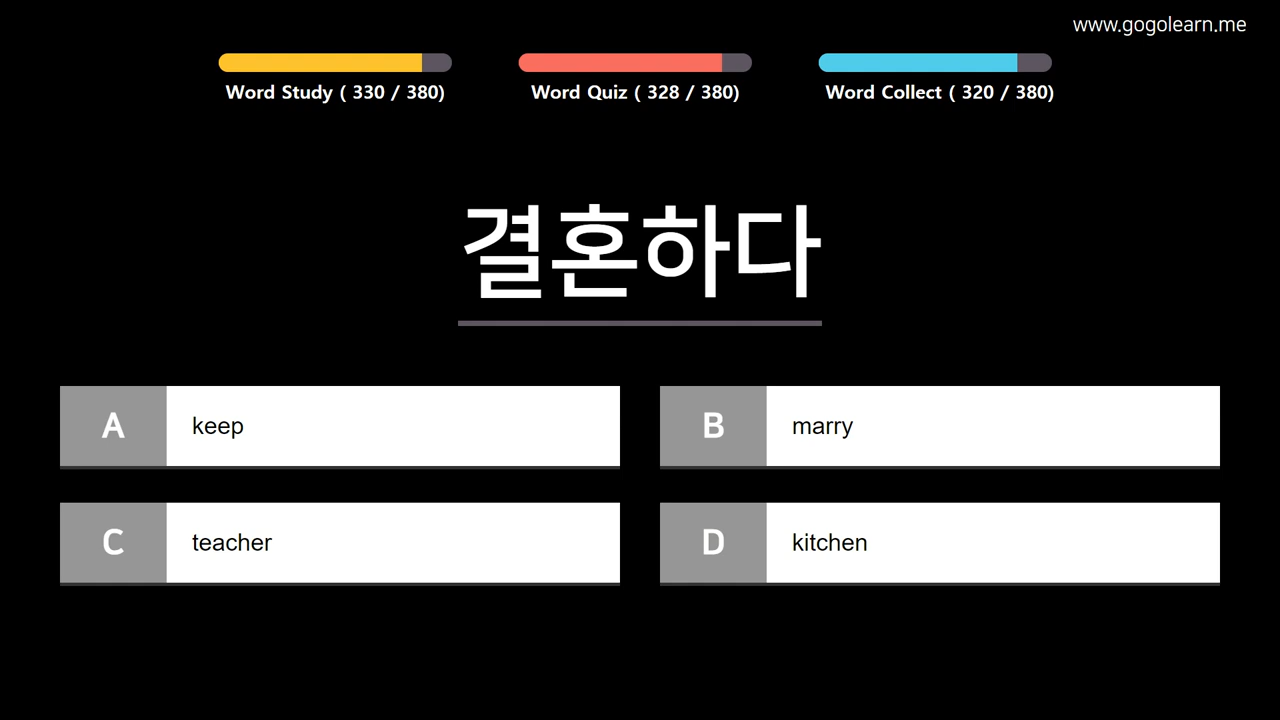 www.gogolearn.me
Word Study ( 330 / 380)
Word Quiz ( 328 / 380)
Word Collect ( 320 / 380)
결혼하다
A keep
B marry
C teacher
D kitchen